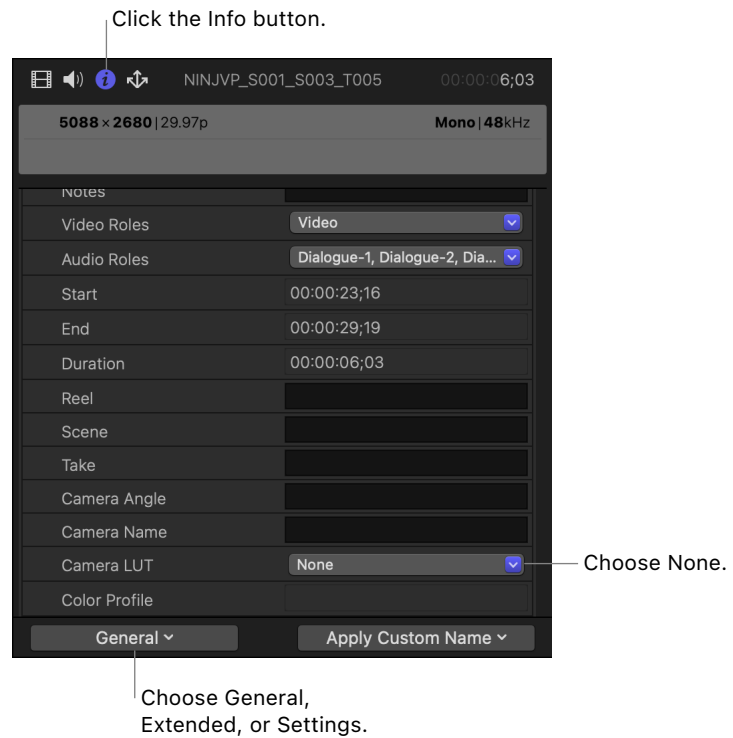 Click the Info button.
NINJVP_S001_S003_T005 00:00:06;03
5088 × 2680 | 29.97p Mono | 48kHz
Notes
Video Roles Video
Audio Roles Dialogue-1, Dialogue-2, Dia...
Start 00:00:23;16
End 00:00:29;19
Duration 00:00:06;03
Reel
Scene
Take
Camera Angle
Camera Name
Camera LUT None
Choose None.
Color Profile
General Apply Custom Name
Choose General,
Extended, or Settings.